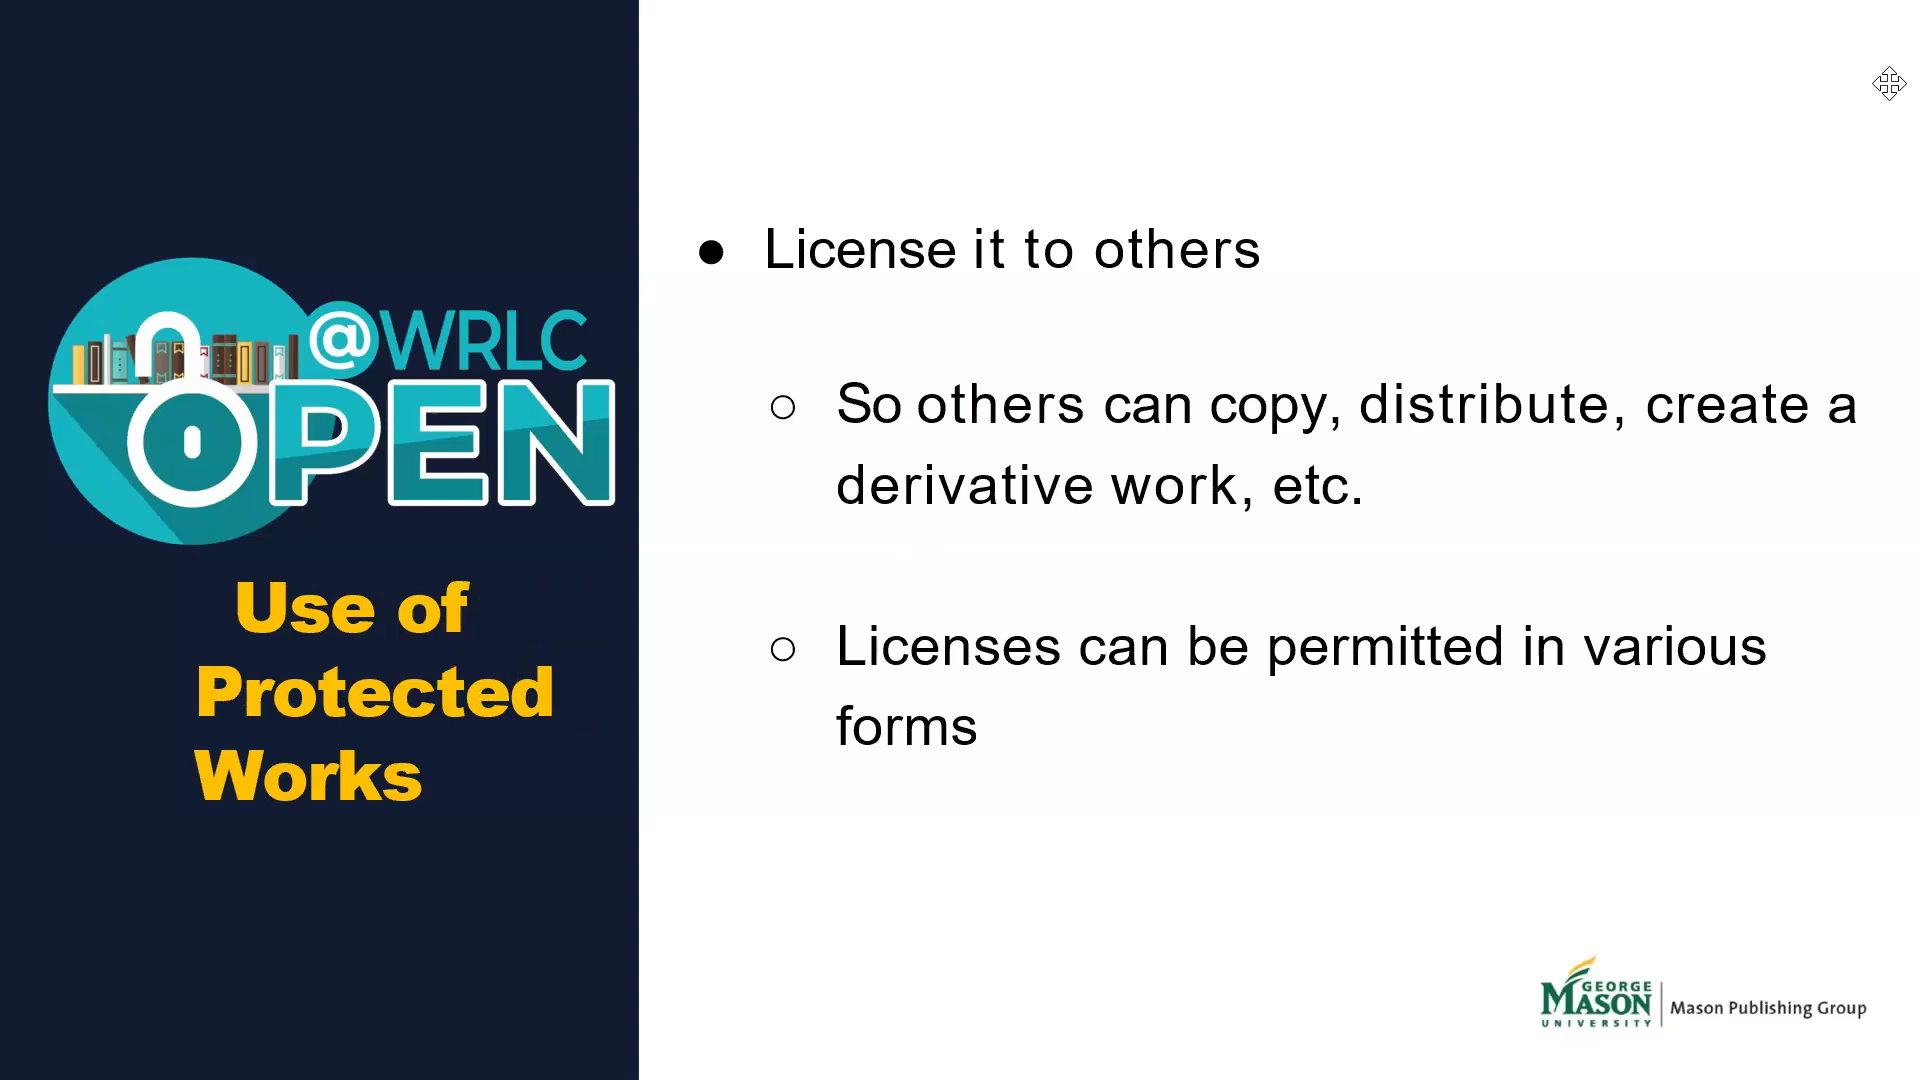 @WRLC
OPEN
Use of
Protected
Works
● License it to others
○ So others can copy, distribute, create a
derivative work, etc.
○ Licenses can be permitted in various
forms
GEORGE
MASON
UNIVERSITY
Mason Publishing Group